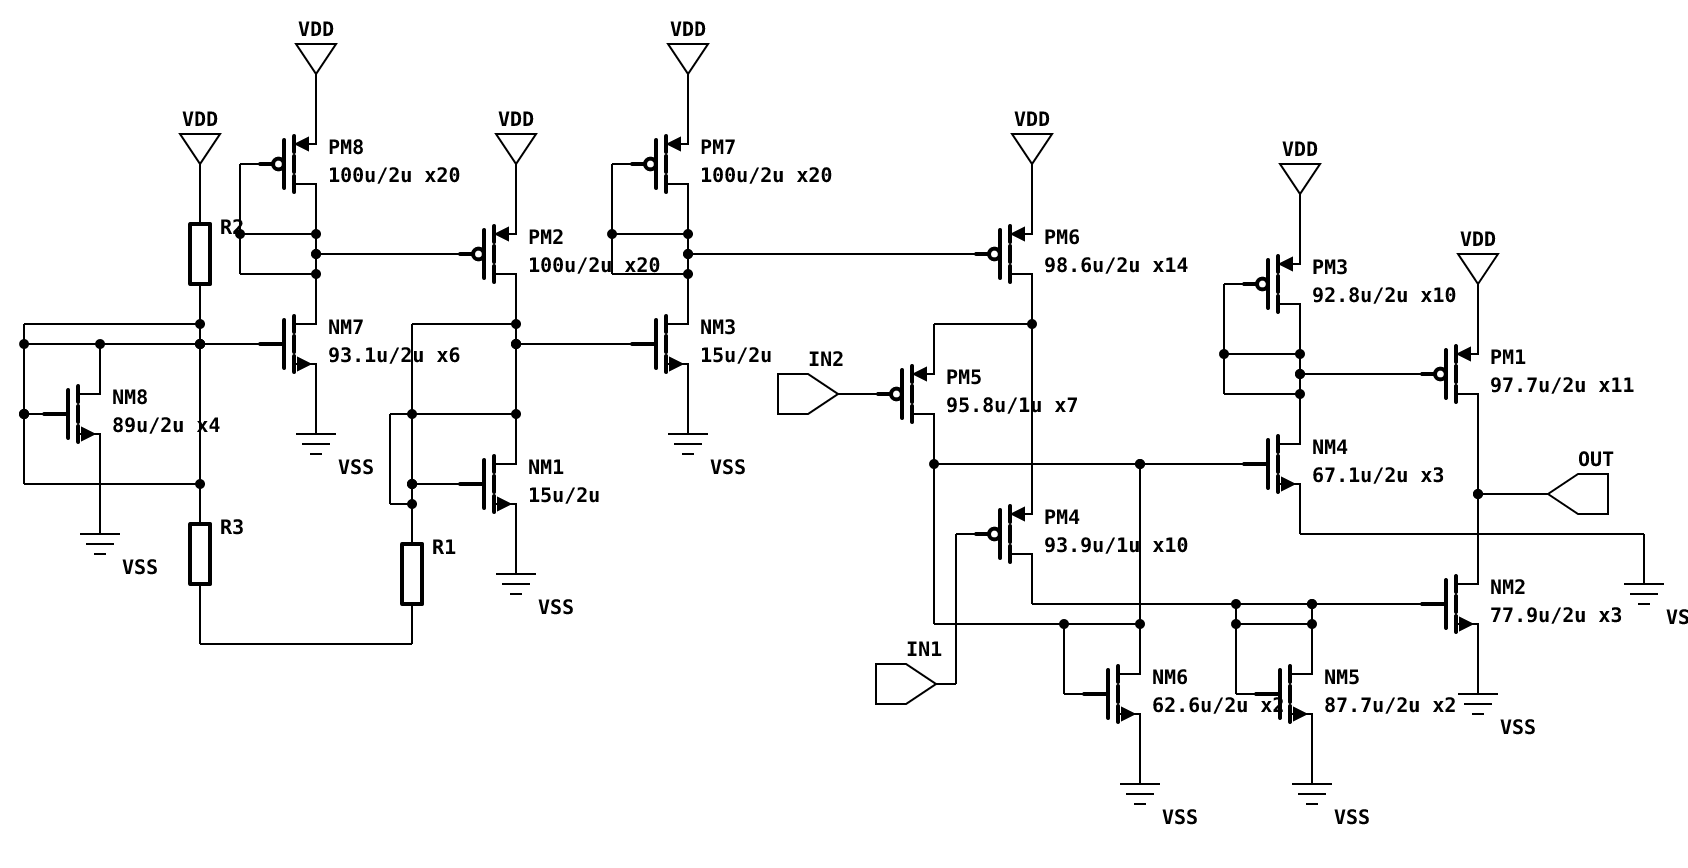 VDD
VDD
VDD
VDD
VDD
PM8
100u/2u x20
PM7
100u/2u x20
VDD
R2
PM2
100u/2u x20
PM6
98.6u/2u x14
VDD
PM3
92.8u/2u x10
NM7
93.1u/2u x6
NM3
15u/2u
IN2
PM1
97.7u/2u x11
PM5
95.8u/1u x7
NM8
89u/2u x4
VSS
VSS
NM1
15u/2u
NM4
67.1u/2u x3
OUT
R3
R1
PM4
93.9u/1u x10
VSS
VSS
NM2
77.9u/2u x3
VS
IN1
NM6
62.6u/2u x2
NM5
87.7u/2u x2
VSS
VSS
VSS